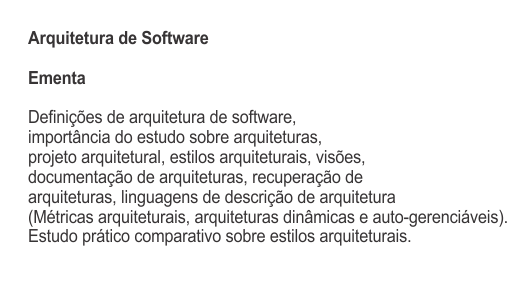 Arquitetura de Software
Ementa
Definições de arquitetura de software,
importância do estudo sobre arquiteturas,
projeto arquitetural, estilos arquiteturais, visões,
documentação de arquiteturas, recuperação de
arquiteturas, linguagens de descrição de arquitetura
(Métricas arquiteturais, arquiteturas dinâmicas e auto-gerenciáveis).
Estudo prático comparativo sobre estilos arquiteturais.